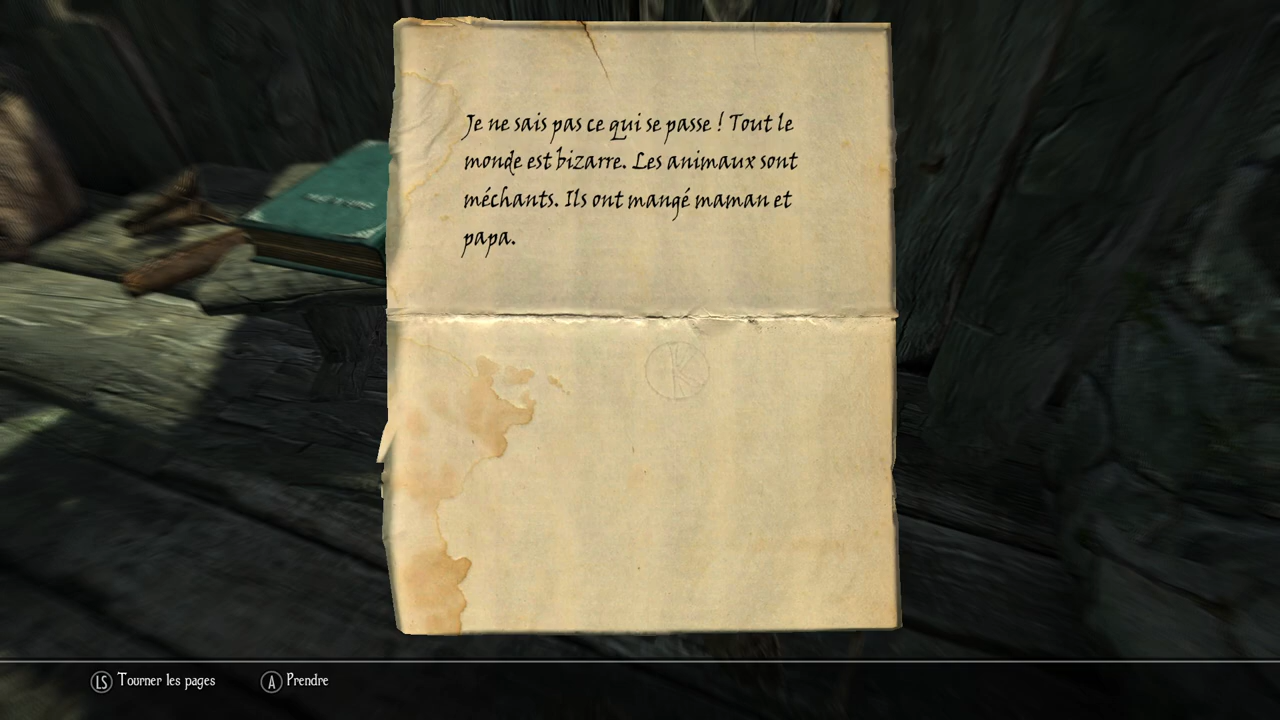 Je ne sais pas ce qui se passe ! Tout le
monde est bizarre. Les animaux sont
méchants. Ils ont mangé maman et
papa.
K
LS Tourner les pages
A Prendre